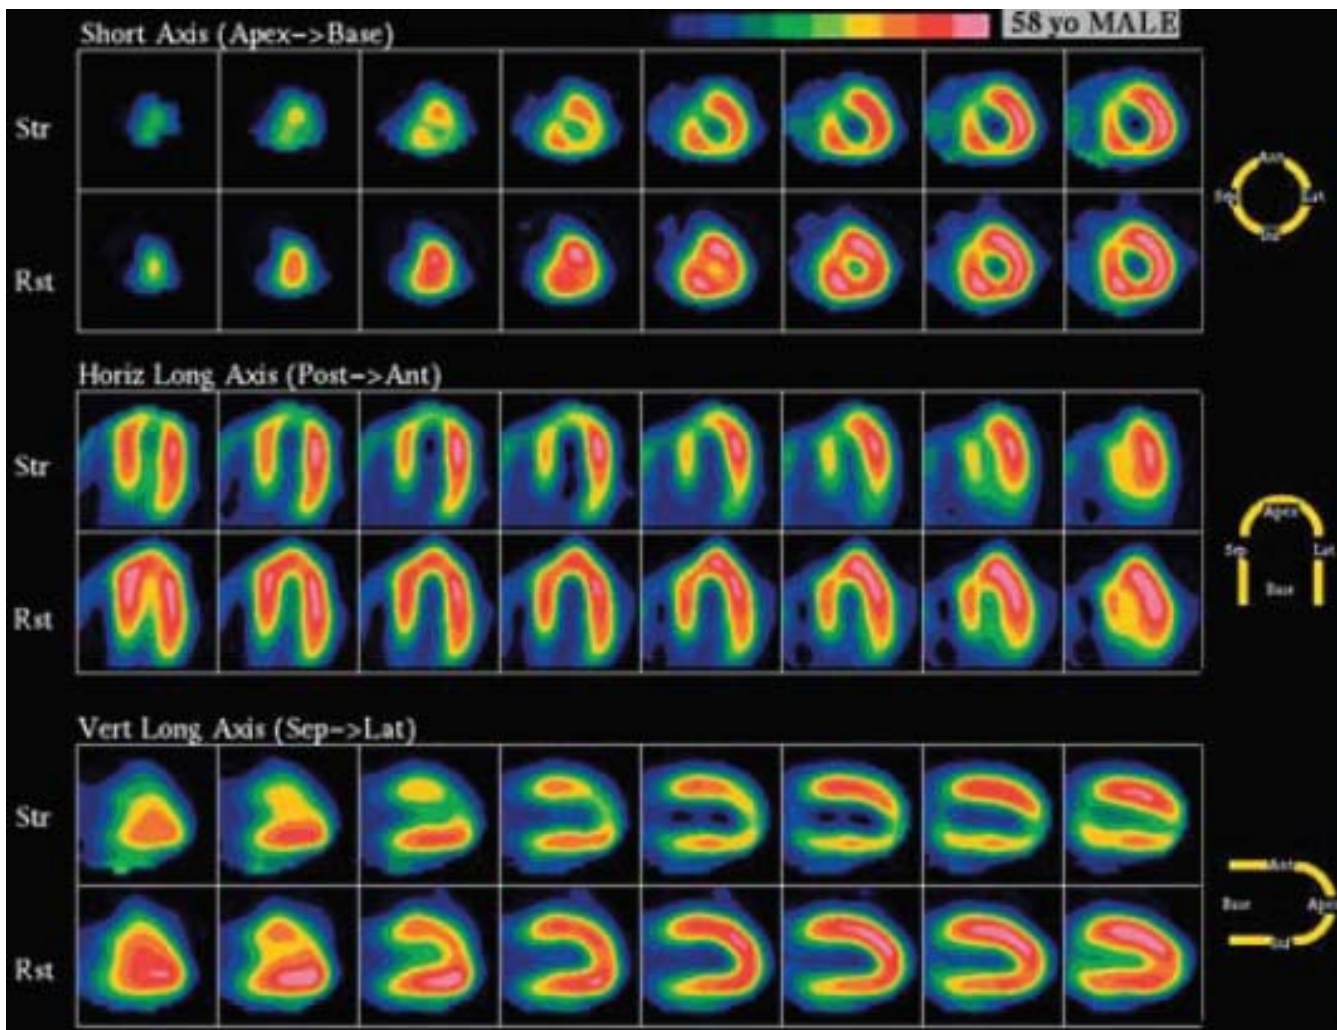 Short Axis (Apex->Base)
58 yo MALE
Str
Rst
Ant
Sep
Lat
Inf
Horiz Long Axis (Post->Ant)
Str
Rst
Apex
Sep
Lat
Base
Vert Long Axis (Sep->Lat)
Str
Rst
Ant
Base
Apex